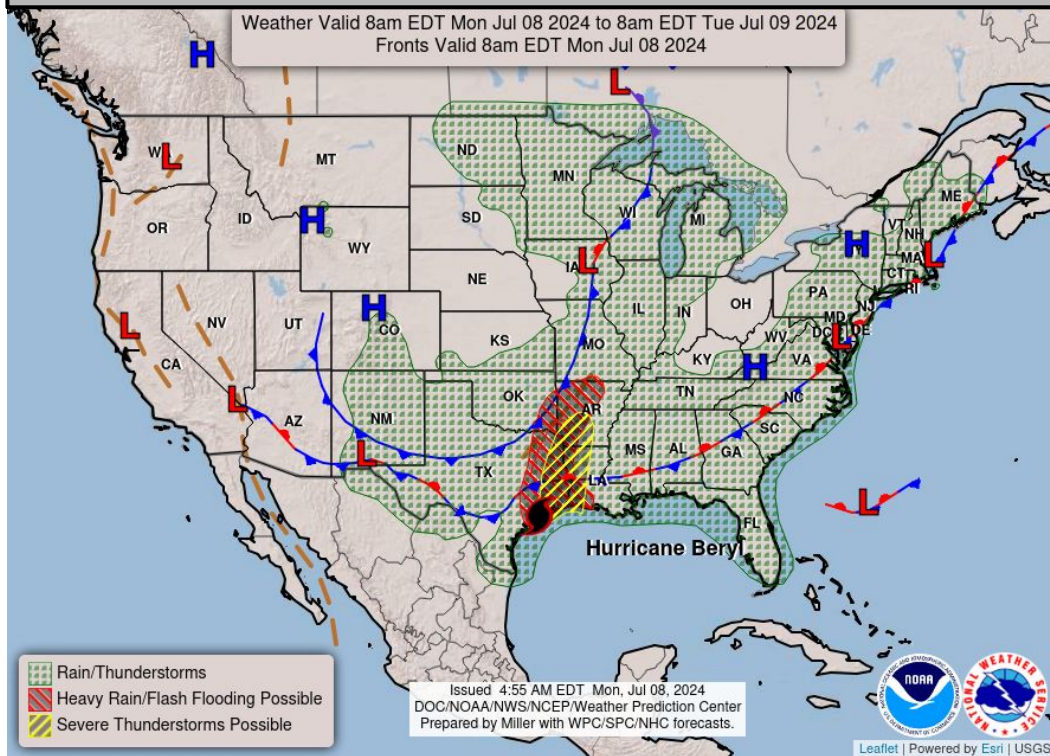 Weather Valid 8am EDT Mon Jul 08 2024 to 8am EDT Tue Jul 09 2024
Fronts Valid 8am EDT Mon Jul 08 2024
H
L
W
L
MT
ND
MN
ME
OR
ID
H
WY
SD
WI
MI
VT
NH
H
MA
L
CT
RI
NE
IA
L
IL
IN
OH
PA
NJ
MD
DE
DC
L
WV
VA
H
CO
NV
UT
KS
MO
KY
H
L
CA
L
AZ
NM
OK
AR
TN
NC
SC
L
TX
LA
MS
AL
GA
FL
L
Hurricane Beryl
Rain/Thunderstorms
Heavy Rain/Flash Flooding Possible
Severe Thunderstorms Possible
Issued 4:55 AM EDT Mon, Jul 08, 2024
DOC/NOAA/NWS/NCEP/Weather Prediction Center
Prepared by Miller with WPC/SPC/NHC forecasts.
NOAA
NATIONAL WEATHER SERVICE
Leaflet | Powered by Esri | USGS